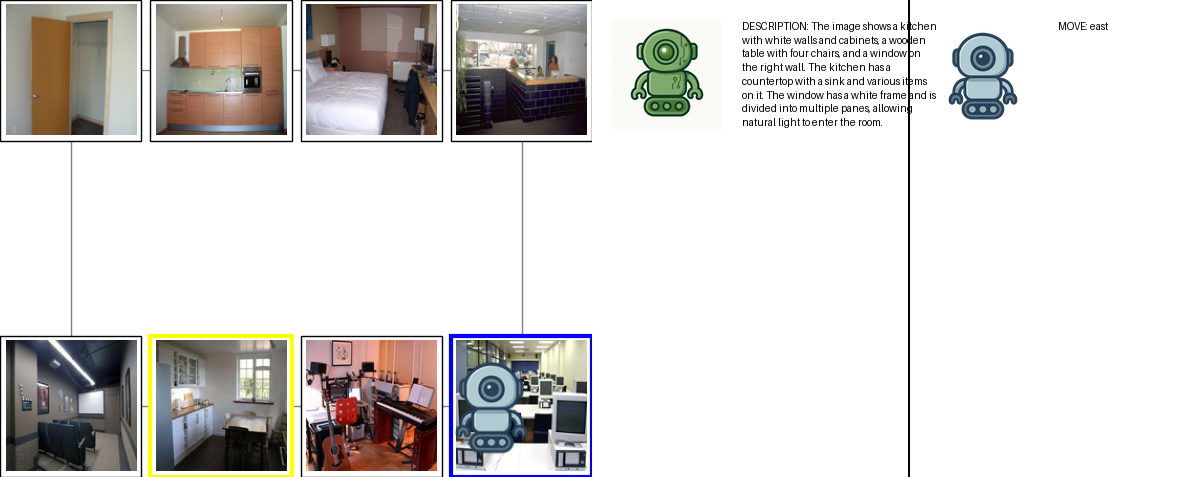 DESCRIPTION: The image shows a kitchen
with white walls and cabinets, a wooden
table with four chairs, and a window on
the right wall. The kitchen has a
countertop with a sink and various items
on it. The window has a white frame and is
divided into multiple panes, allowing
natural light to enter the room.
MOVE: east